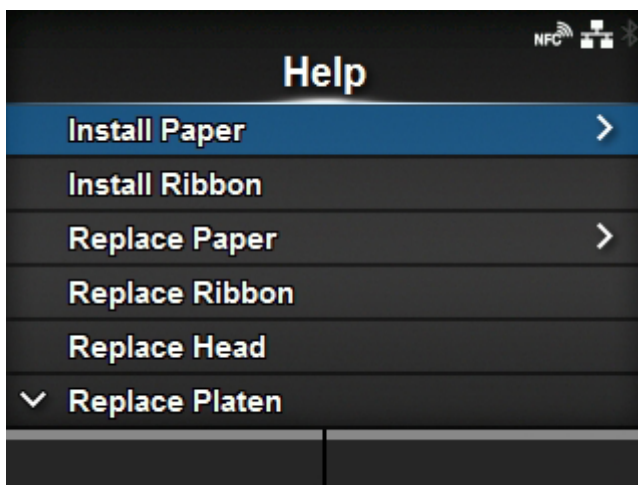 NFC
Help
Install Paper
Install Ribbon
Replace Paper
Replace Ribbon
Replace Head
Replace Platen